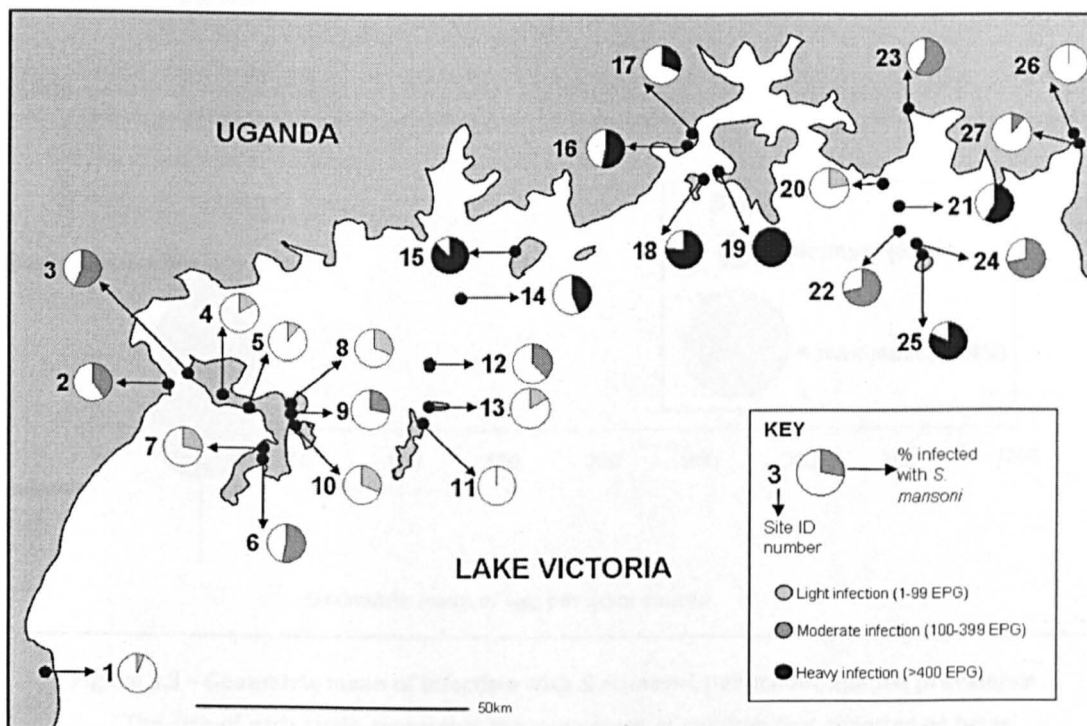 17
23
26
UGANDA
27
16
20
21
3
15
18
19
24
4
14
22
5
8
25
2
12
9
13
7
KEY
3
% infected
with S.
mansoni
10
11
Site ID
number
6
LAKE VICTORIA
Light infection (1-99 EPG)
Moderate infection (100-399 EPG)
1
Heavy infection (>400 EPG)
50km